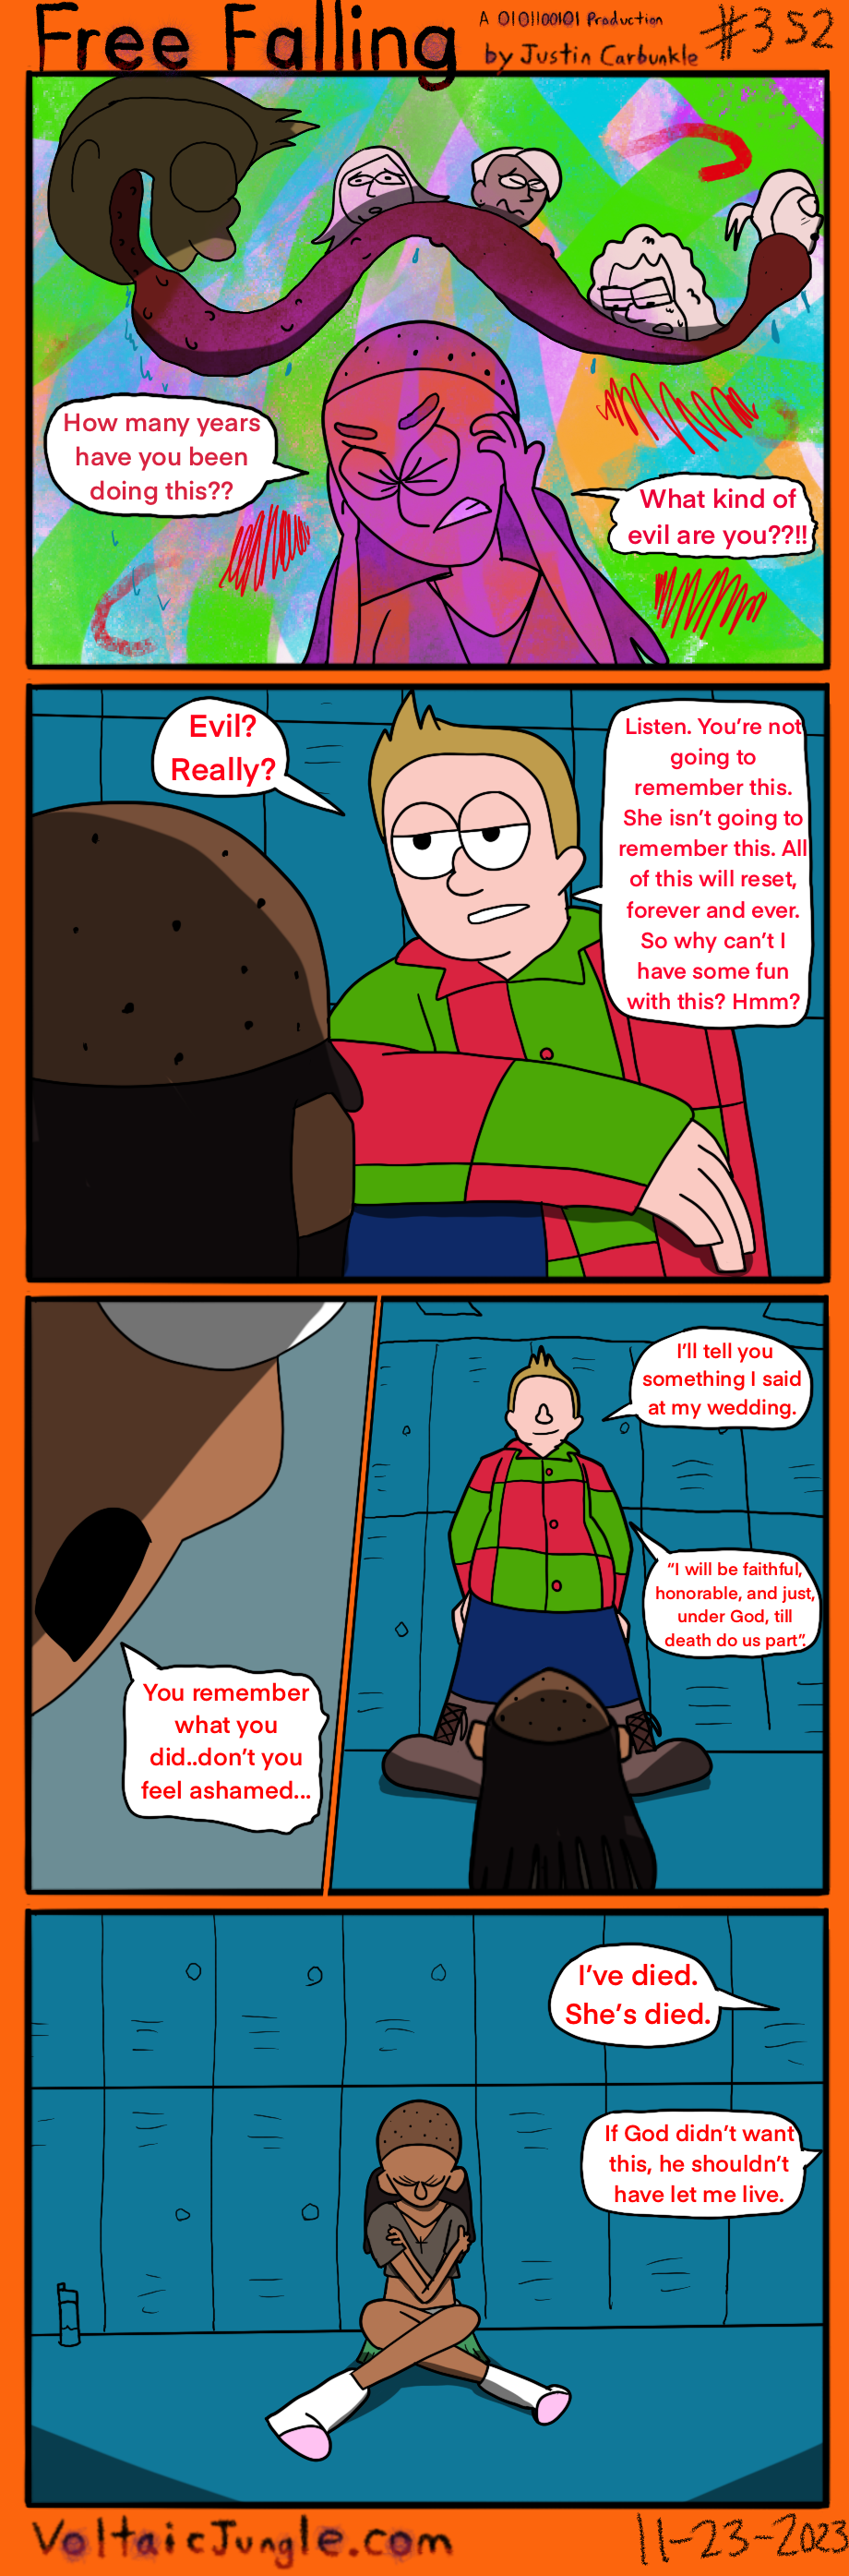 Free Falling
A 0101100101 Production
by Justin Carbunkle
#352
How many years
have you been
doing this??
What kind of
evil are you??!!
Evil?
Really?
Listen. You're not
going to
remember this.
She isn't going to
remember this. All
of this will reset,
forever and ever.
So why can't I
have some fun
with this? Hmm?
You remember
what you
did..don't you
feel ashamed...
I'll tell you
something I said
at my wedding.
"I will be faithful,
honorable, and just,
under God, till
death do us part".
I've died.
She's died.
If God didn't want
this, he shouldn't
have let me live.
VoltaicJungle.com
11-23-2023